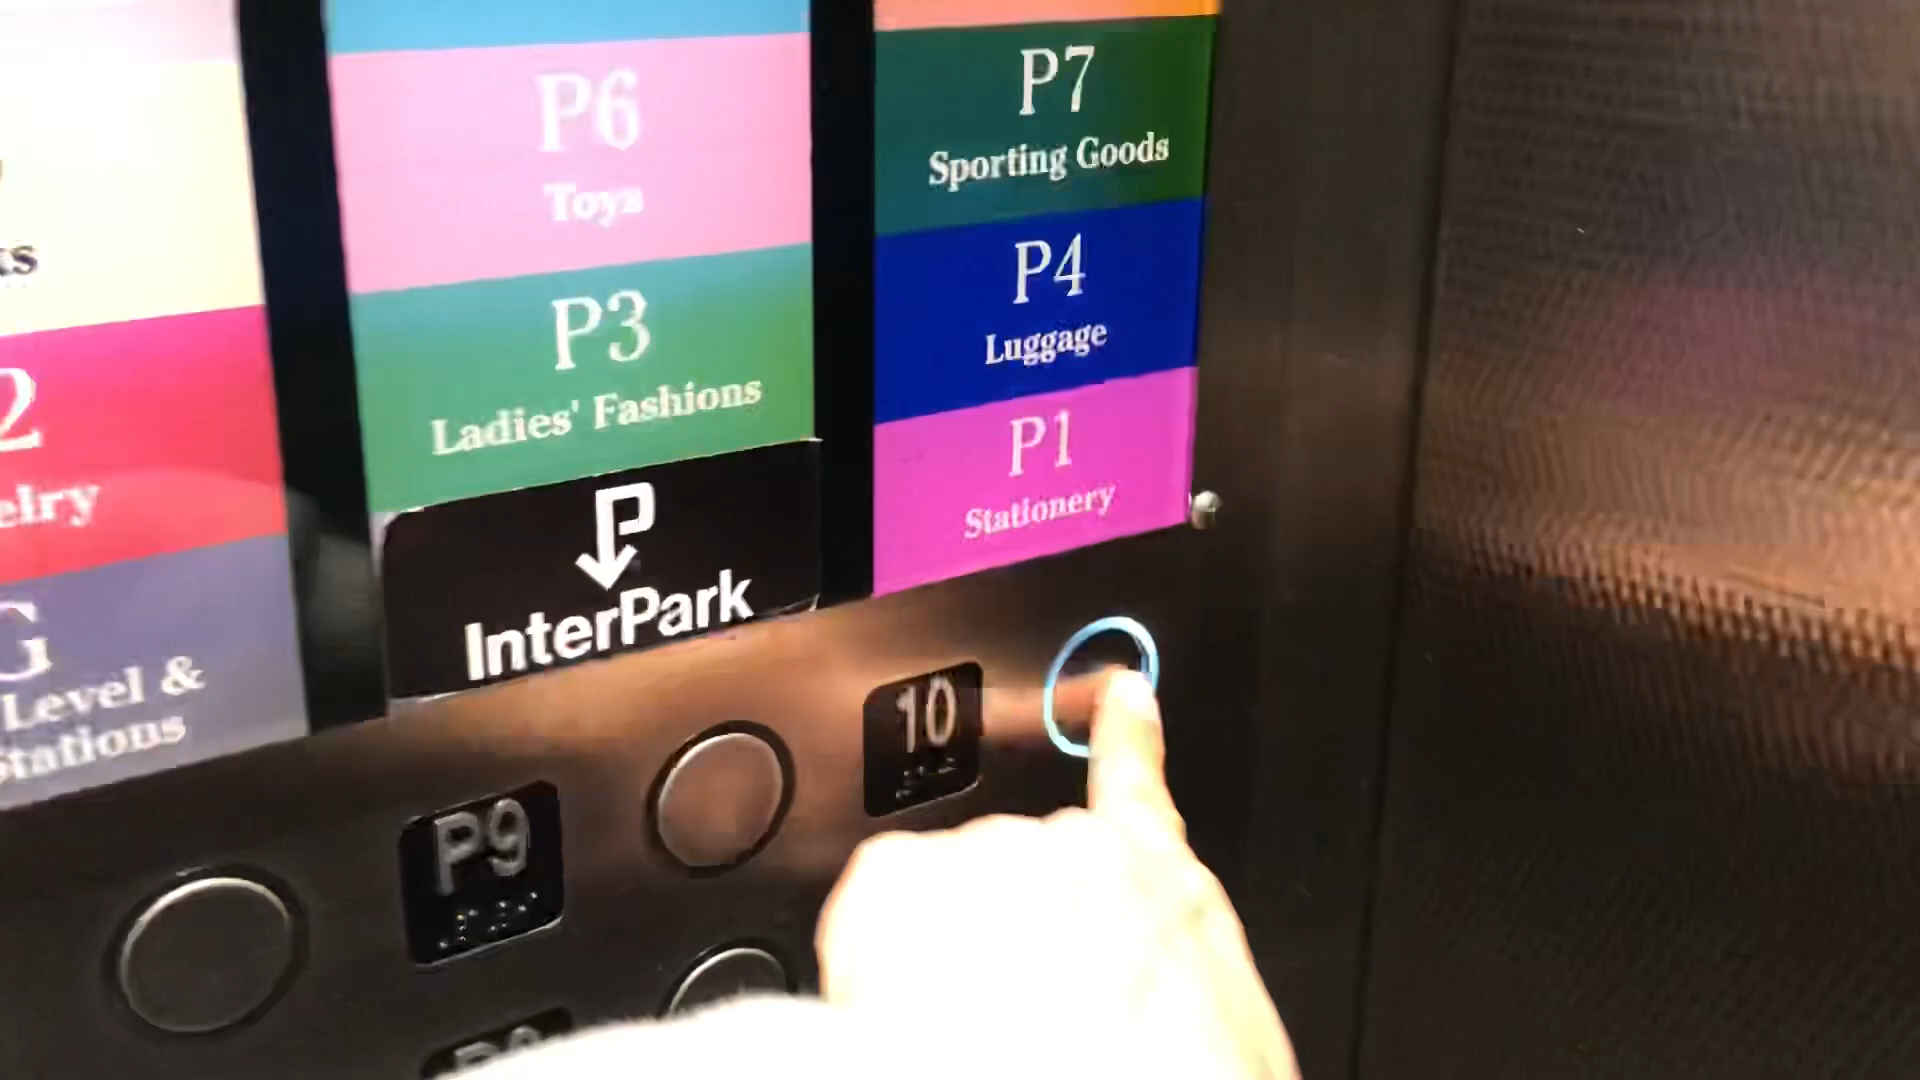 2
elry
G
Level &
Stations
P6
Toys
P3
Ladies' Fashions
P
InterPark
P7
Sporting Goods
P4
Luggage
P1
Stationery
10
P9